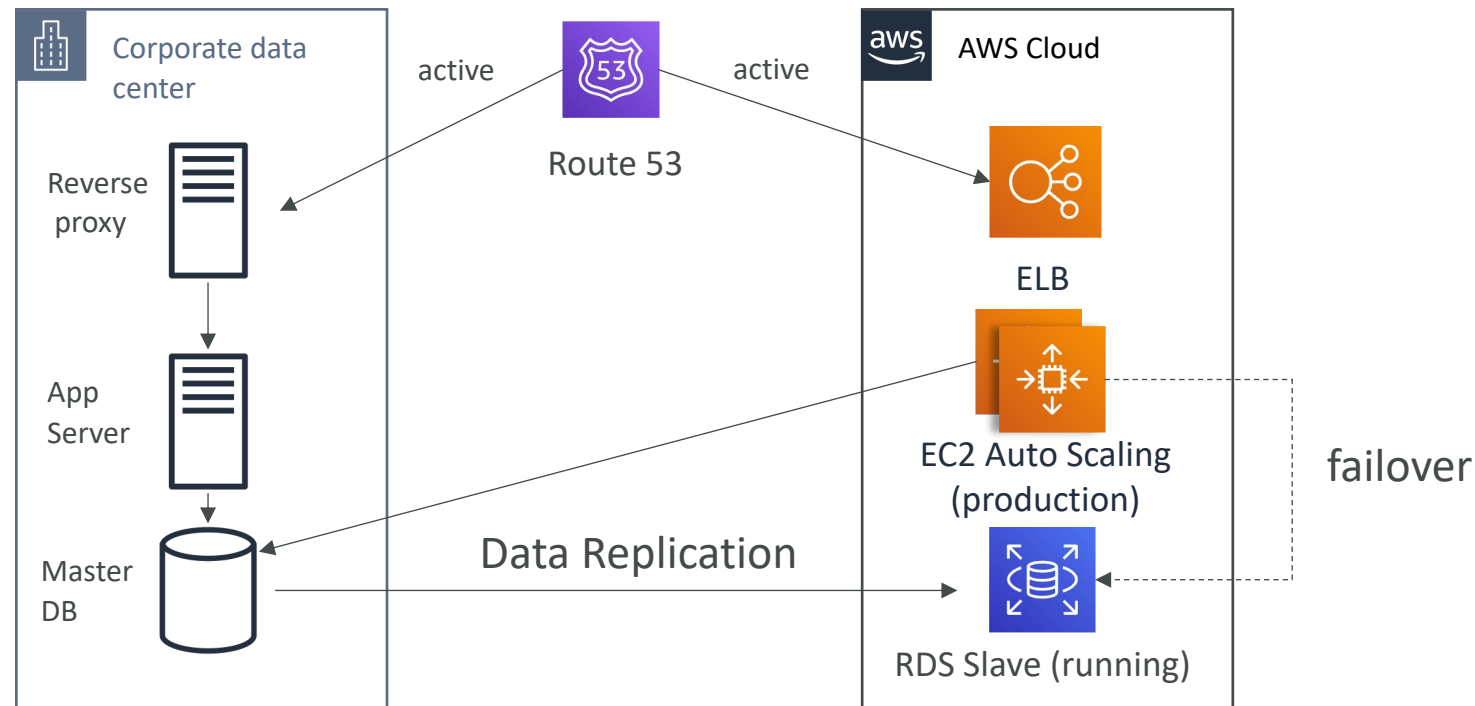 Corporate data
center
active
53
active
aws
AWS Cloud
Route 53
Reverse
proxy
ELB
App
Server
EC2 Auto Scaling
(production)
failover
Data Replication
Master
DB
RDS Slave (running)